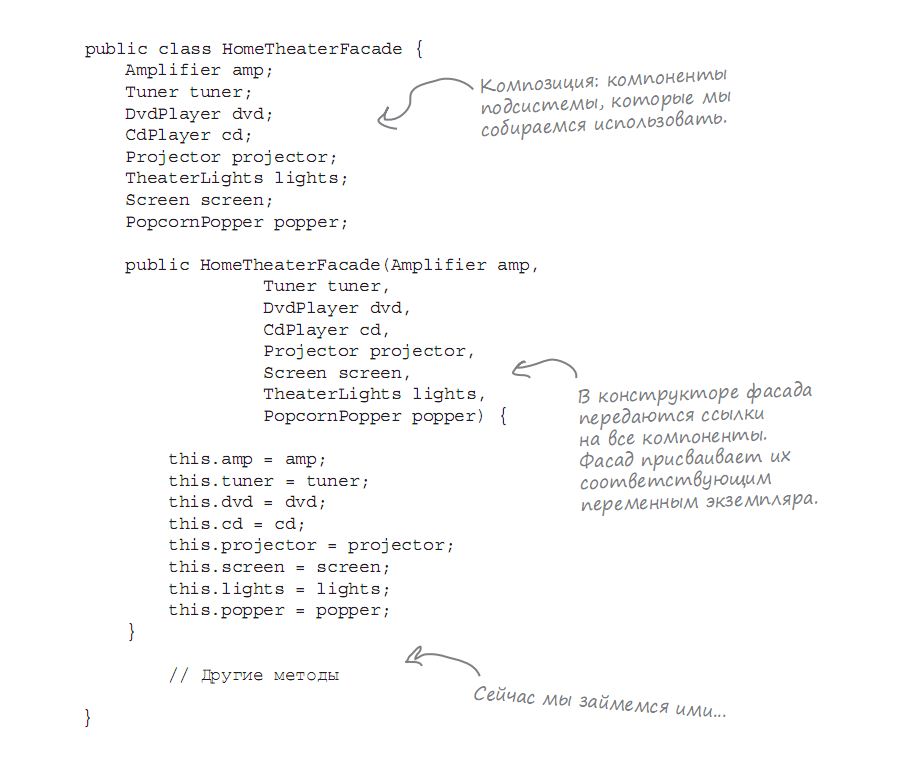 public class HomeTheaterFacade {
Amplifier amp;
Tuner tuner;
DvdPlayer dvd;
CdPlayer cd;
Projector projector;
TheaterLights lights;
Screen screen;
PopcornPopper popper;
Композиция: компоненты
подсистемы, которые мы
собираемся использовать.
public HomeTheaterFacade(Amplifier amp,
Tuner tuner,
DvdPlayer dvd,
CdPlayer cd,
Projector projector,
Screen screen,
TheaterLights lights,
PopcornPopper popper) {
В конструкторе фасада
передаются ссылки
на все компоненты.
Фасад присваивает их
соответствующим
переменным экземпляра.
this.amp = amp;
this.tuner = tuner;
this.dvd = dvd;
this.cd = cd;
this.projector = projector;
this.screen = screen;
this.lights = lights;
this.popper = popper;
}
// Другие методы
Сейчас мы займемся ими...
}